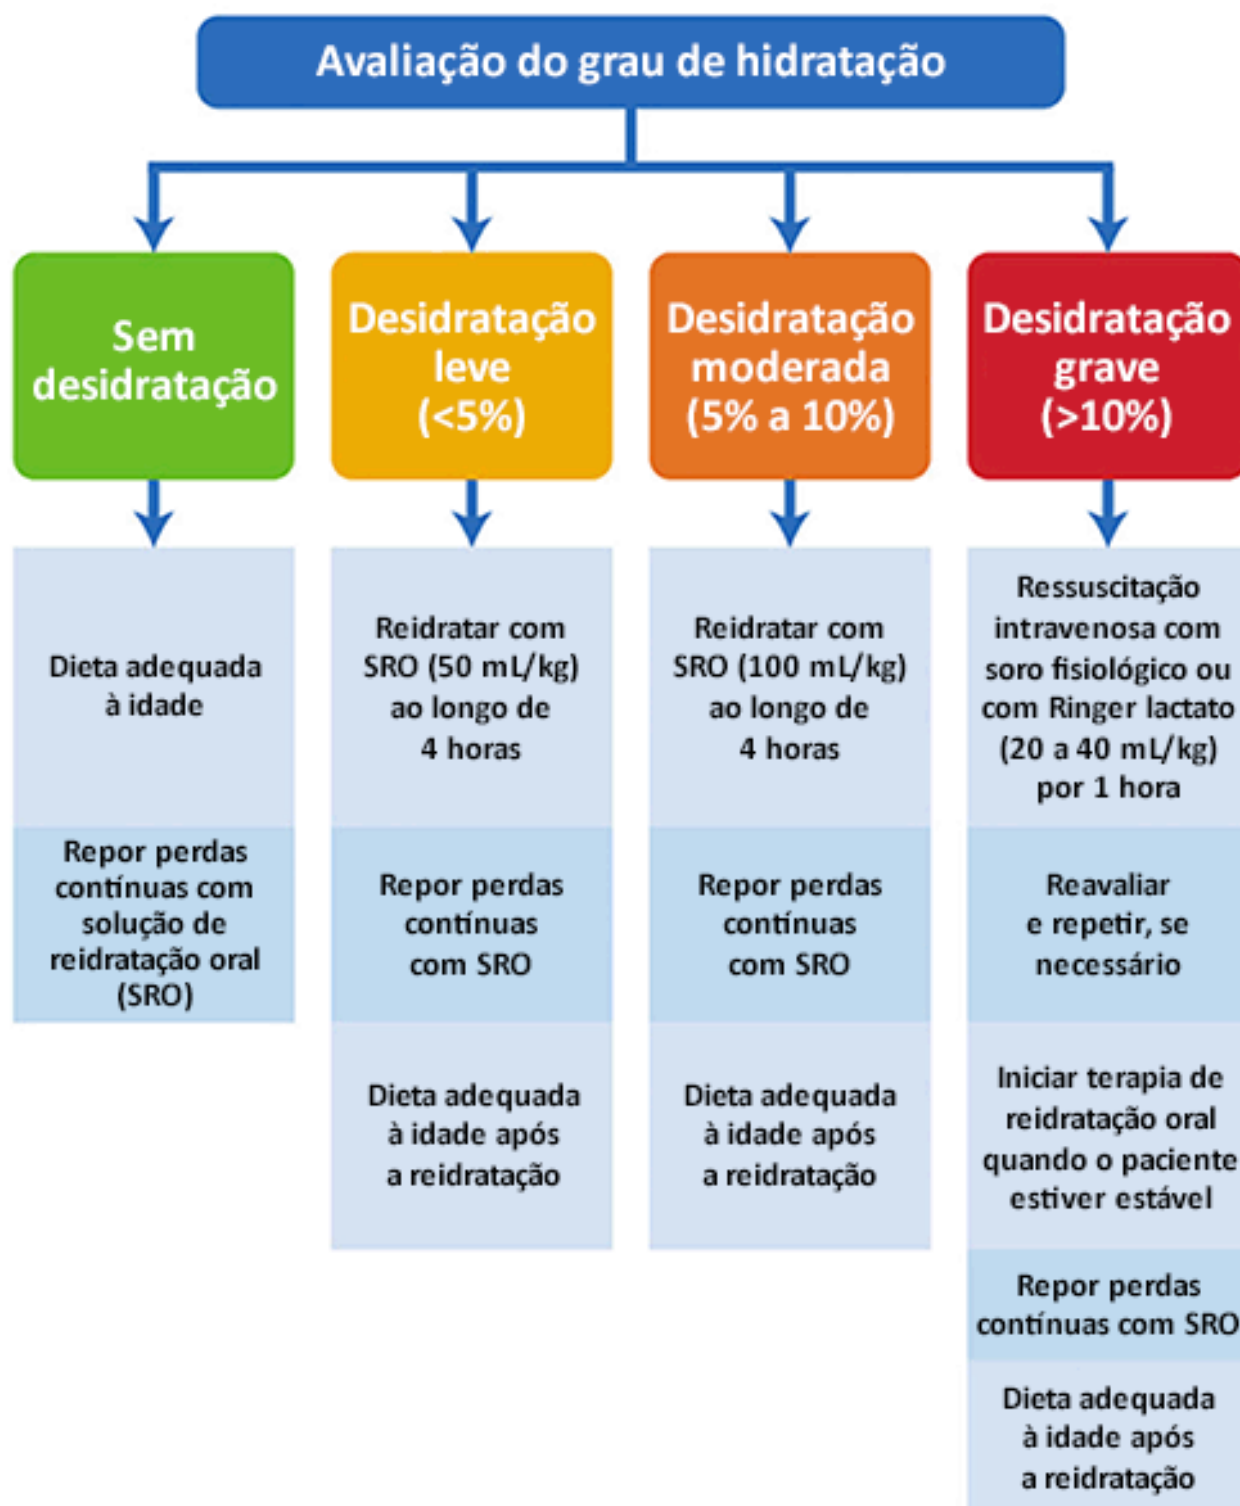 Avaliação do grau de hidratação
Sem
desidratação
Dieta adequada
à idade
Repor perdas
contínuas com
solução de
reidratação oral
(SRO)
Desidratação
leve
(<5%)
Reidratar com
SRO (50 mL/kg)
ao longo de
4 horas
Repor perdas
contínuas
com SRO
Dieta adequada
à idade após
a reidratação
Desidratação
moderada
(5% a 10%)
Reidratar com
SRO (100 mL/kg)
ao longo de
4 horas
Repor perdas
contínuas
com SRO
Dieta adequada
à idade após
a reidratação
Desidratação
grave
(>10%)
Ressuscitação
intravenosa com
soro fisiológico ou
com Ringer lactato
(20 a 40 mL/kg)
por 1 hora
Reavaliar
e repetir, se
necessário
Iniciar terapia de
reidratação oral
quando o paciente
estiver estável
Repor perdas
contínuas com SRO
Dieta adequada
à idade após
a reidratação